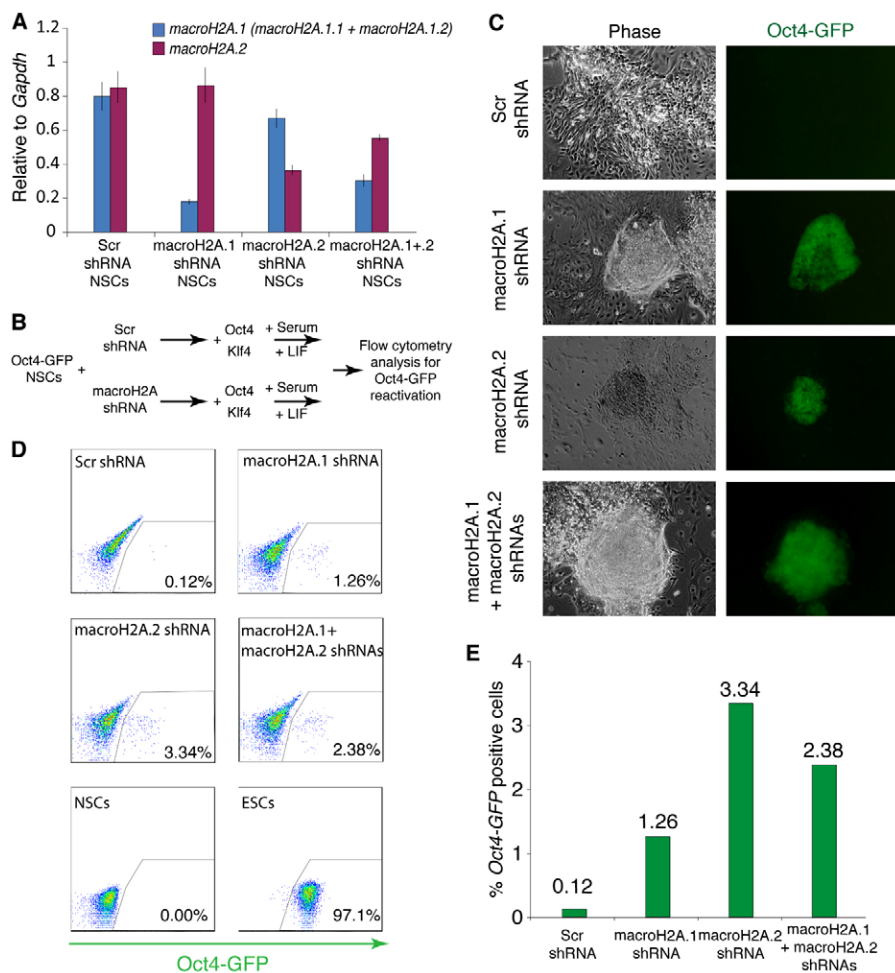 A
macroH2A.1 (macroH2A.1.1 + macroH2A.1.2)
macroH2A.2
Relative to Gapdh
1.2
1.0
0.8
0.6
0.4
0.2
0
Scr
shRNA
NSCs
macroH2A.1
shRNA
NSCs
macroH2A.2
shRNA
NSCs
macroH2A.1+.2
shRNA
NSCs
B
Oct4-GFP
NSCs
+
Scr
shRNA
+ Oct4
Klf4
+ Serum
+ LIF
macroH2A
shRNA
+ Oct4
Klf4
+ Serum
+ LIF
Flow cytometry
analysis for
Oct4-GFP
reactivation
C
Phase
Oct4-GFP
Scr
shRNA
macroH2A.1
shRNA
macroH2A.2
shRNA
macroH2A.1
+ macroH2A.2
shRNAs
D
Scr shRNA
0.12%
macroH2A.1 shRNA
1.26%
macroH2A.2 shRNA
3.34%
macroH2A.1+
macroH2A.2 shRNAs
2.38%
NSCs
0.00%
ESCs
97.1%
Oct4-GFP
E
% Oct4-GFP positive cells
4
3
2
1
0
0.12
1.26
3.34
2.38
Scr
shRNA
macroH2A.1
shRNA
macroH2A.2
shRNA
macroH2A.1
+ macroH2A.2
shRNAs